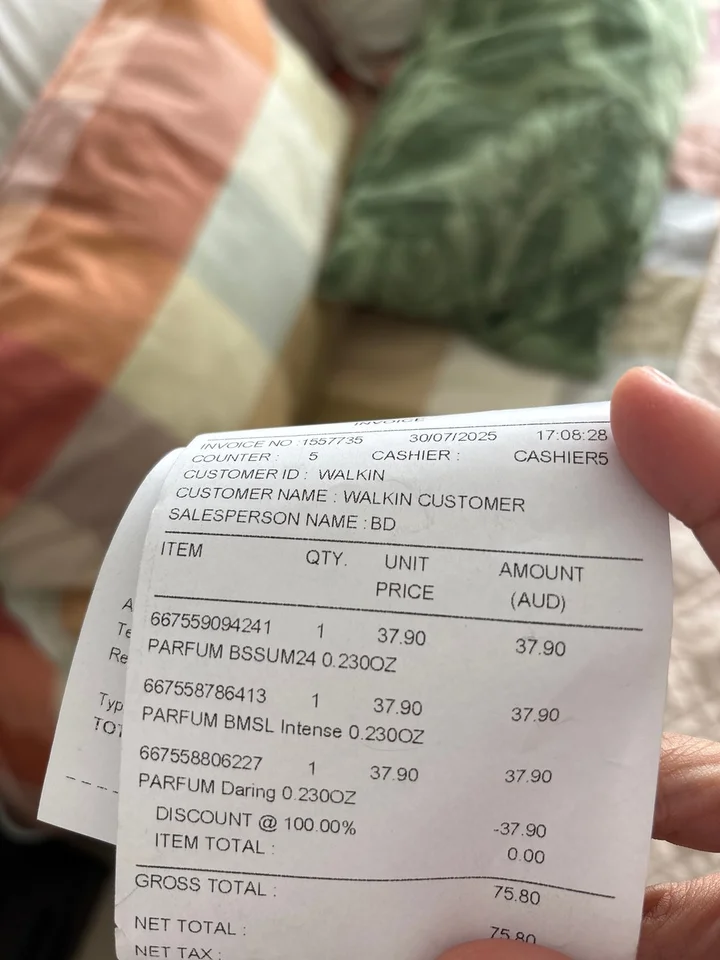 INVOICE
INVOICE NO :1557735 30/07/2025 17:08:28
COUNTER : 5 CASHIER : CASHIER5
CUSTOMER ID : WALKIN
CUSTOMER NAME : WALKIN CUSTOMER
SALESPERSON NAME :BD
ITEM QTY. UNIT PRICE AMOUNT (AUD)
667559094241 1 37.90 37.90
PARFUM BSSUM24 0.230OZ
667558786413 1 37.90 37.90
PARFUM BMSL Intense 0.230OZ
667558806227 1 37.90 37.90
PARFUM Daring 0.230OZ
DISCOUNT @ 100.00% -37.90
ITEM TOTAL : 0.00
GROSS TOTAL : 75.80
NET TOTAL : 75.80
NET TAX :